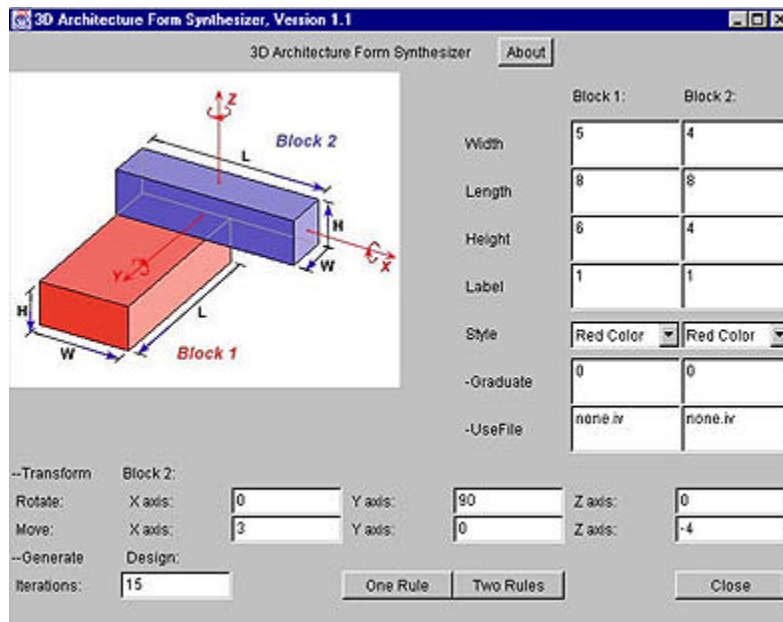 3D Architecture Form Synthesizer, Version 1.1
3D Architecture Form Synthesizer About
Block 1: Block 2:
Z
Block 2
L
H
W
X
Y
H
W
L
Block 1
Width 5 4
Length 8 8
Height 6 4
Label 1 1
Style Red Color Red Color
-Graduate 0 0
-UseFile none.iv none.iv
--Transform Block 2:
Rotate: X axis: 0 Y axis: 90 Z axis: 0
Move: X axis: 3 Y axis: 0 Z axis: -4
--Generate Design:
Iterations: 15 One Rule Two Rules Close